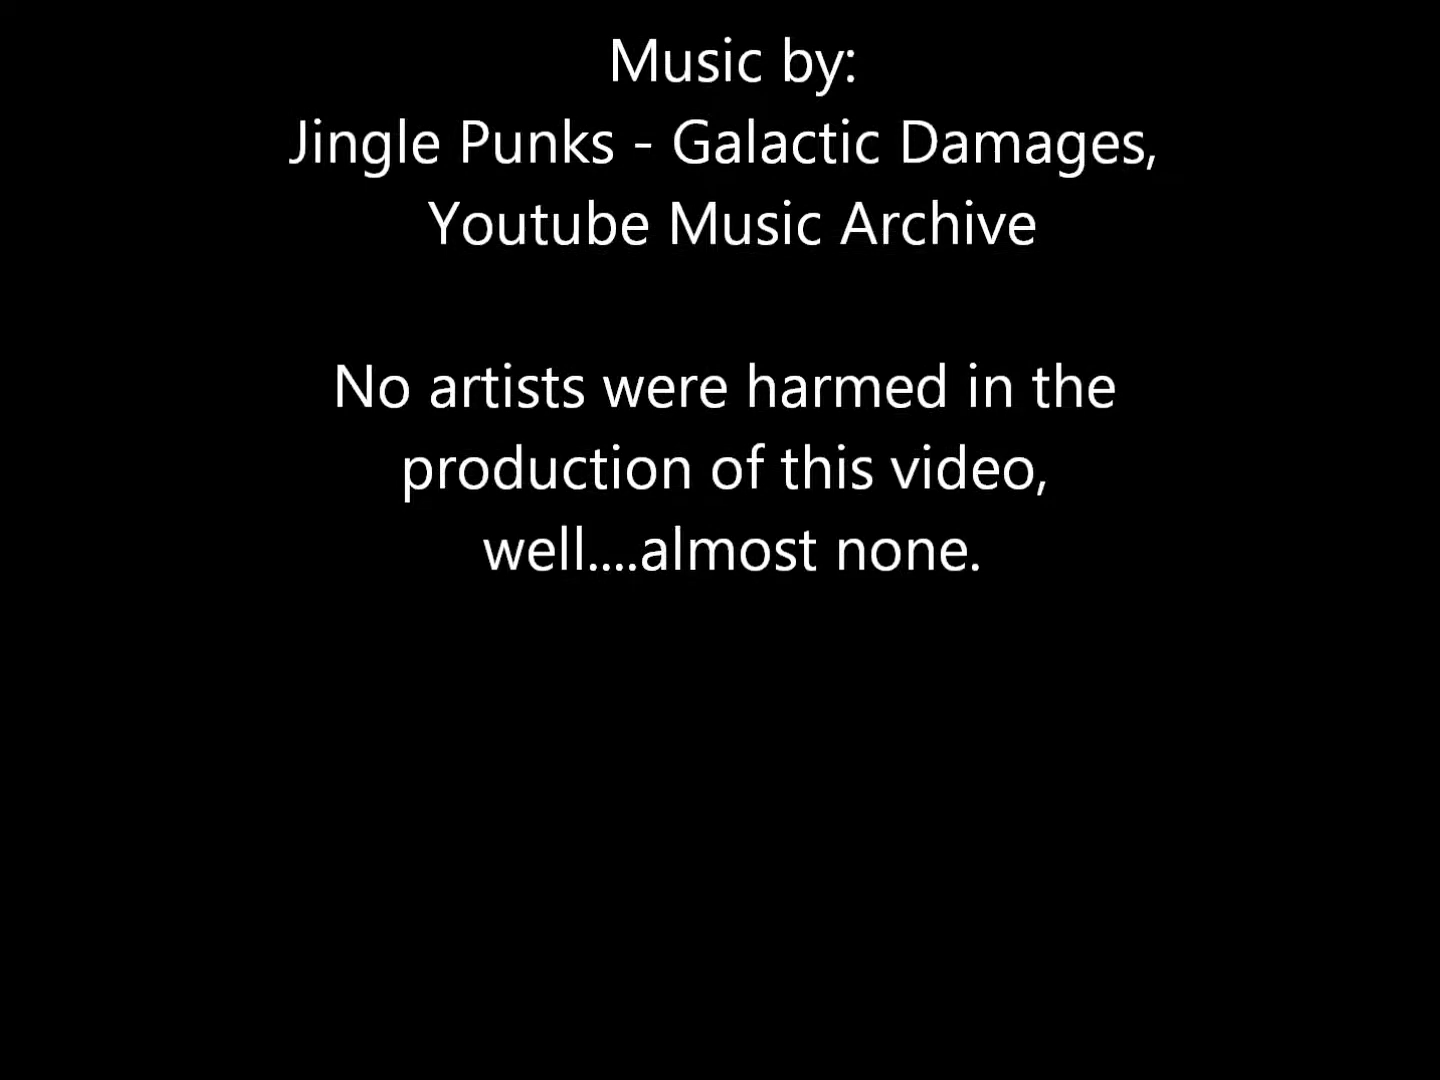 Music by:
Jingle Punks - Galactic Damages,
Youtube Music Archive
No artists were harmed in the
production of this video,
well....almost none.